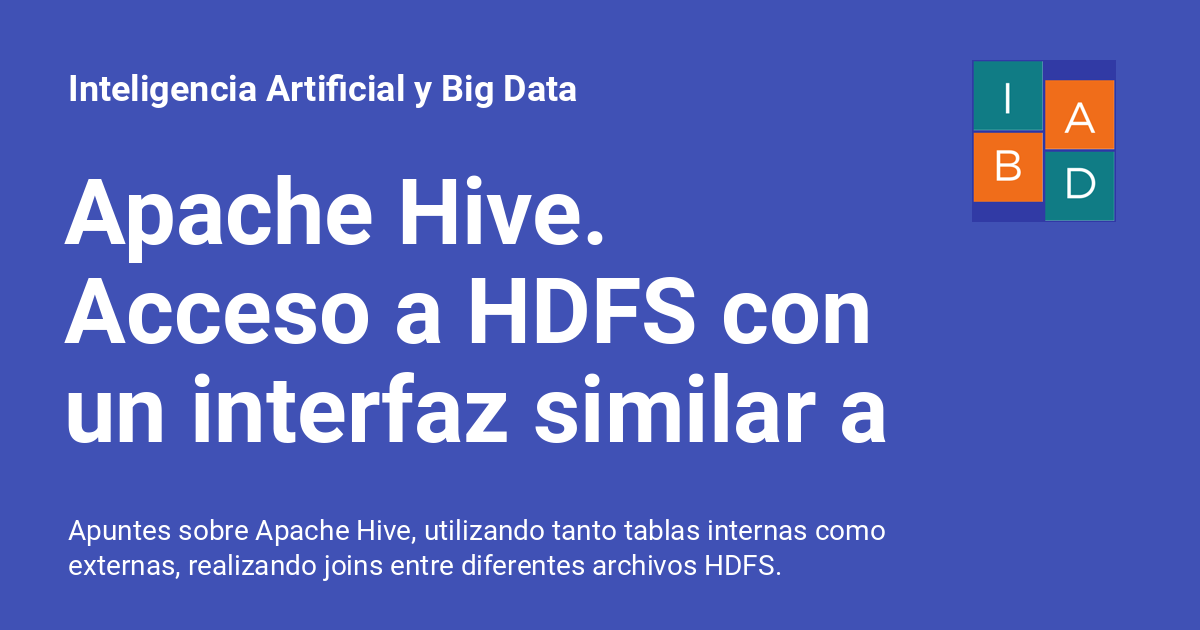 Inteligencia Artificial y Big Data
I
A
B
D
Apache Hive.
Acceso a HDFS con
un interfaz similar a
Apuntes sobre Apache Hive, utilizando tanto tablas internas como
externas, realizando joins entre diferentes archivos HDFS.